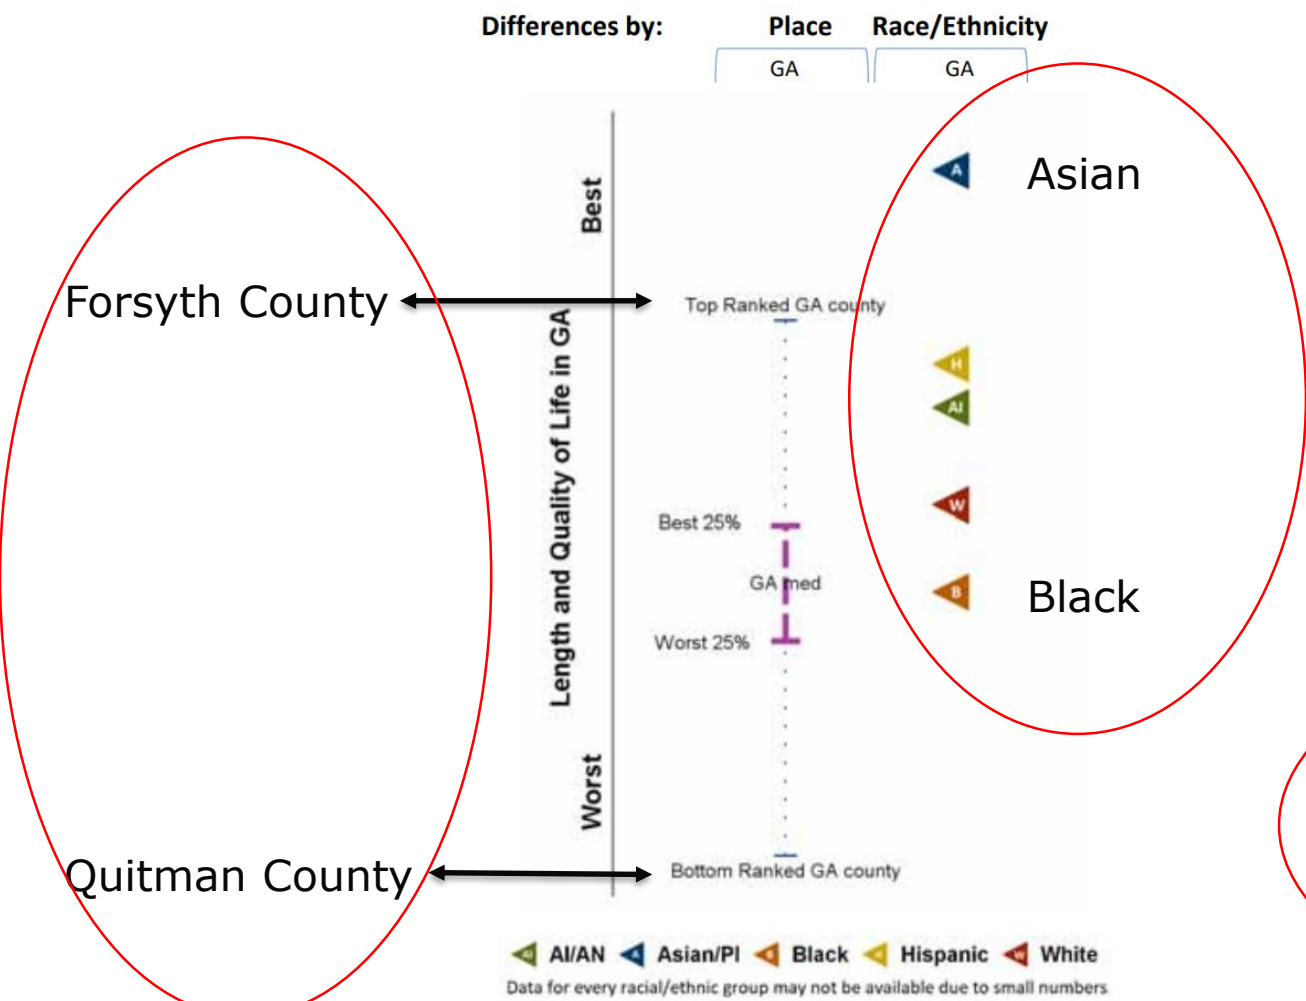 Differences by: Place Race/Ethnicity
GA GA
Best
Length and Quality of Life in GA
Worst
A Asian
Forsyth County
Top Ranked GA county
H
AI
W
Best 25%
GA med
B Black
Worst 25%
Quitman County
Bottom Ranked GA county
AI AI/AN A Asian/PI B Black H Hispanic W White
Data for every racial/ethnic group may not be available due to small numbers